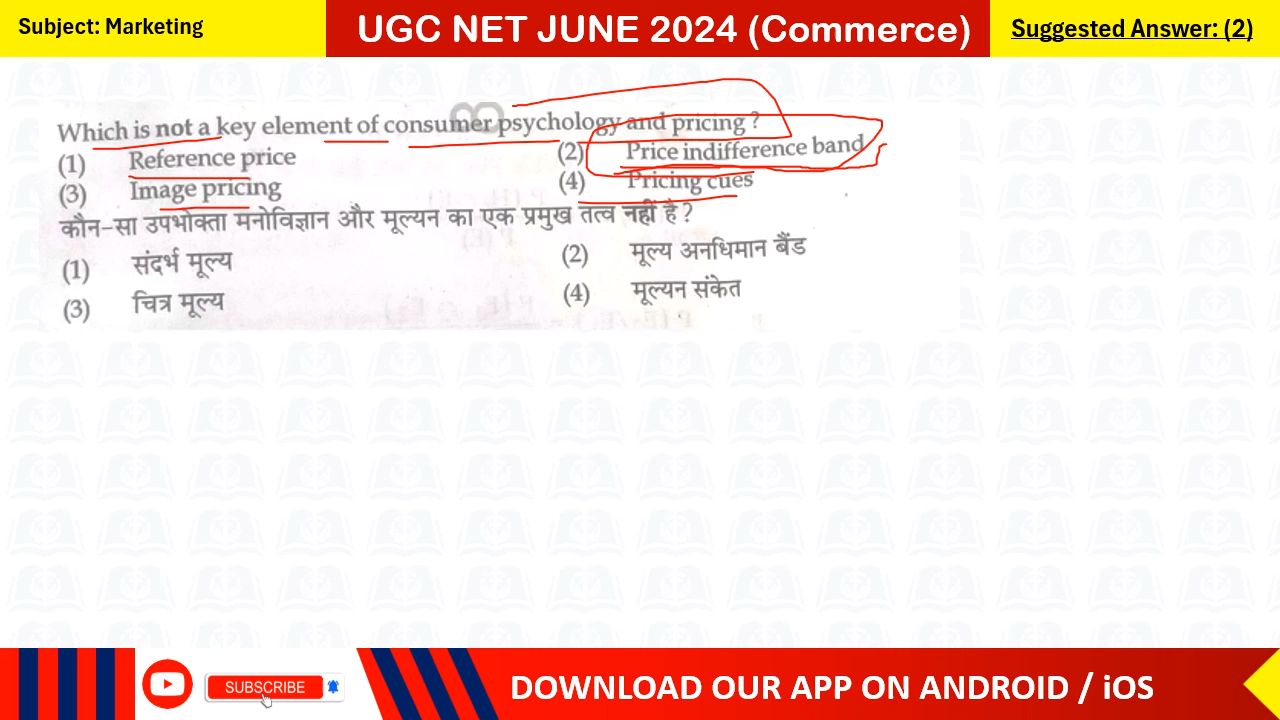 Subject: Marketing
UGC NET JUNE 2024 (Commerce)
Suggested Answer: (2)
Which is not a key element of consumer psychology and pricing ?
(1) Reference price (2) Price indifference band
(3) Image pricing (4) Pricing cues
कौन-सा उपभोक्ता मनोविज्ञान और मूल्यन का एक प्रमुख तत्व नहीं है ?
(1) संदर्भ मूल्य (2) मूल्य अनधिमान बैंड
(3) चित्र मूल्य (4) मूल्यन संकेत
SUBSCRIBE
DOWNLOAD OUR APP ON ANDROID / iOS